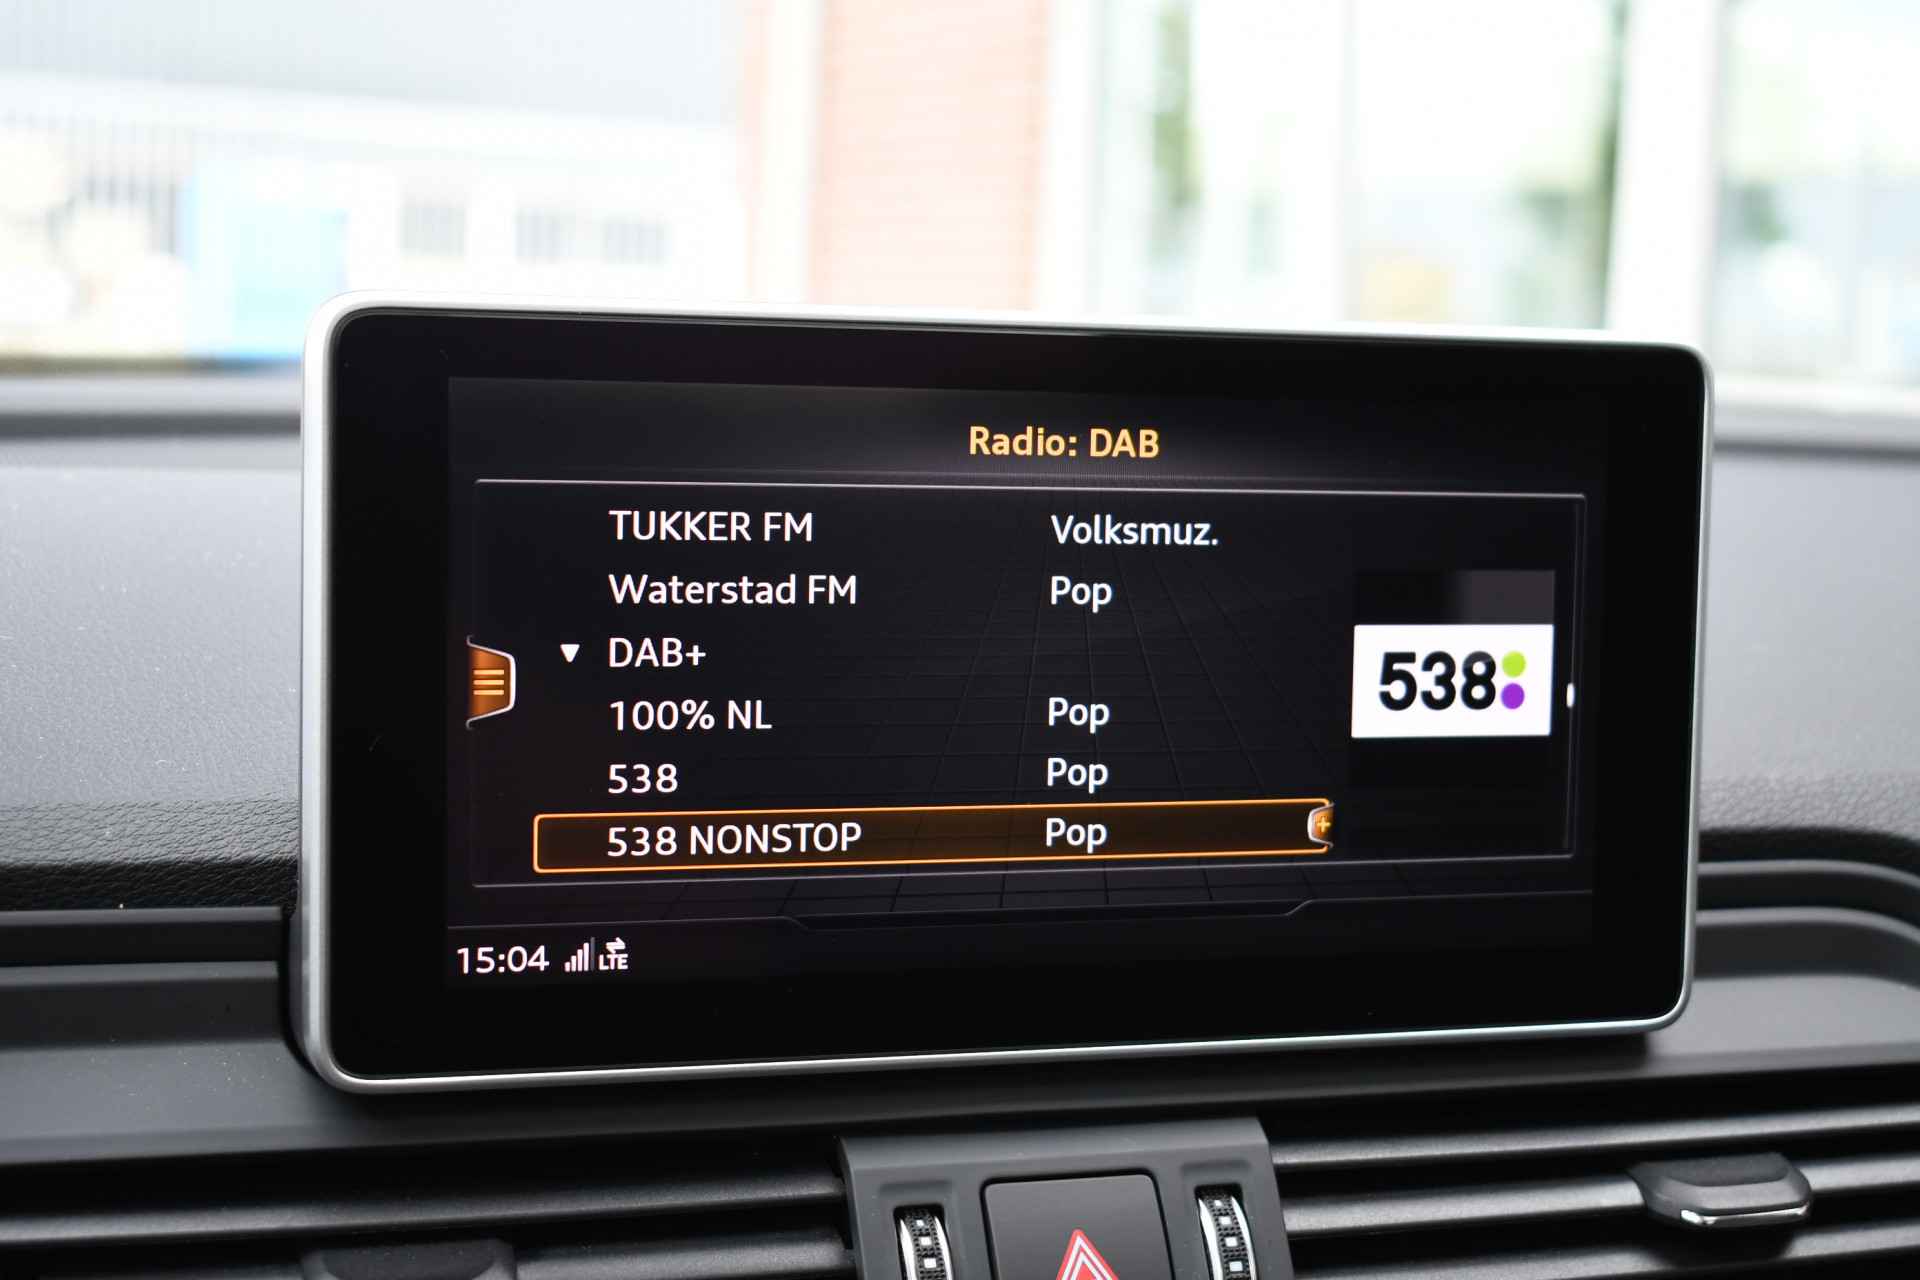 Radio: DAB
TUKKER FM Volksmuz.
Waterstad FM Pop
DAB+
100% NL Pop
538 Pop
538 NONSTOP Pop
538
15:04 LTE